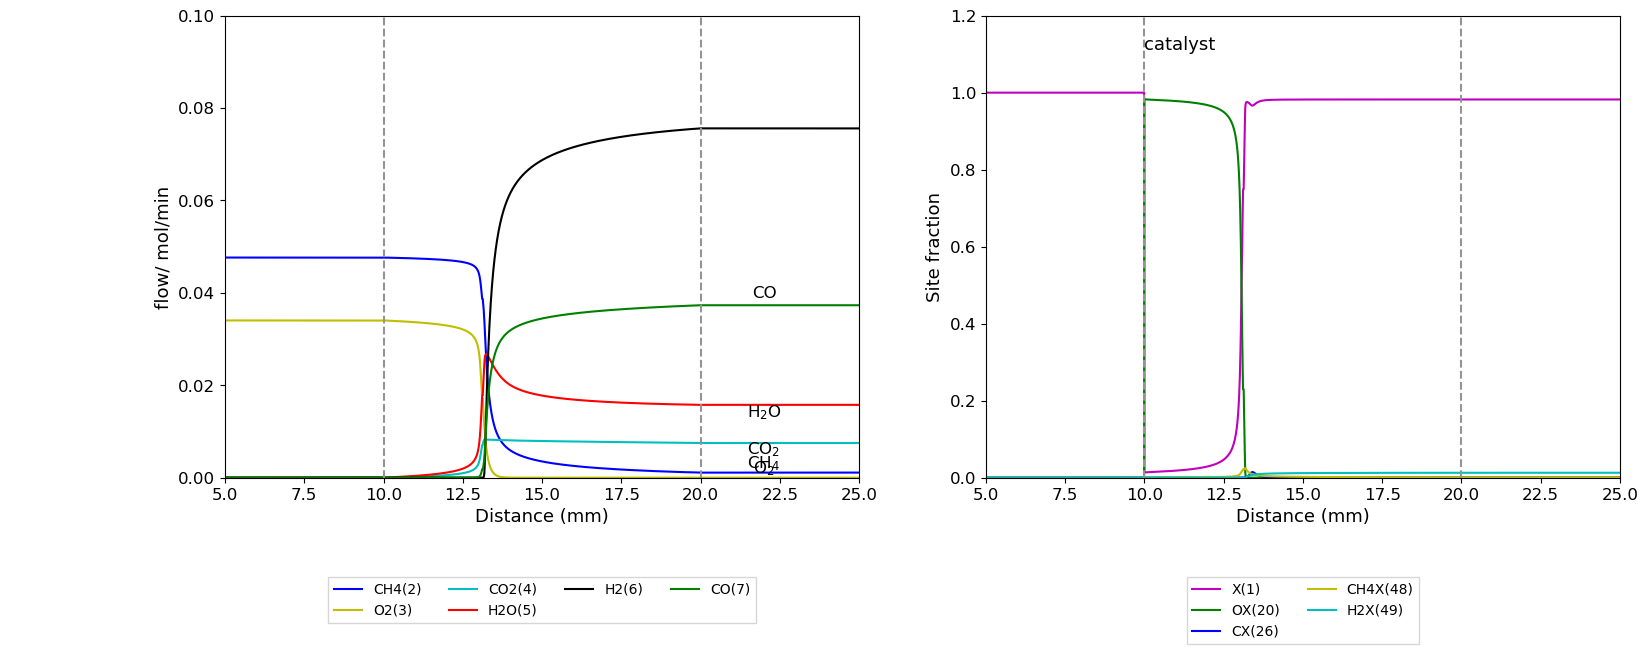 0.10
0.08
0.06
0.04
0.02
0.00
flow/ mol/min
CO
H₂O
CO₂
CH₄
O₂
5.0 7.5 10.0 12.5 15.0 17.5 20.0 22.5 25.0
Distance (mm)
CH4(2) CO2(4) H2(6) CO(7)
O2(3) H2O(5)
1.2
1.0
0.8
0.6
0.4
0.2
0.0
Site fraction
catalyst
5.0 7.5 10.0 12.5 15.0 17.5 20.0 22.5 25.0
Distance (mm)
X(1) CH4X(48)
OX(20) H2X(49)
CX(26)